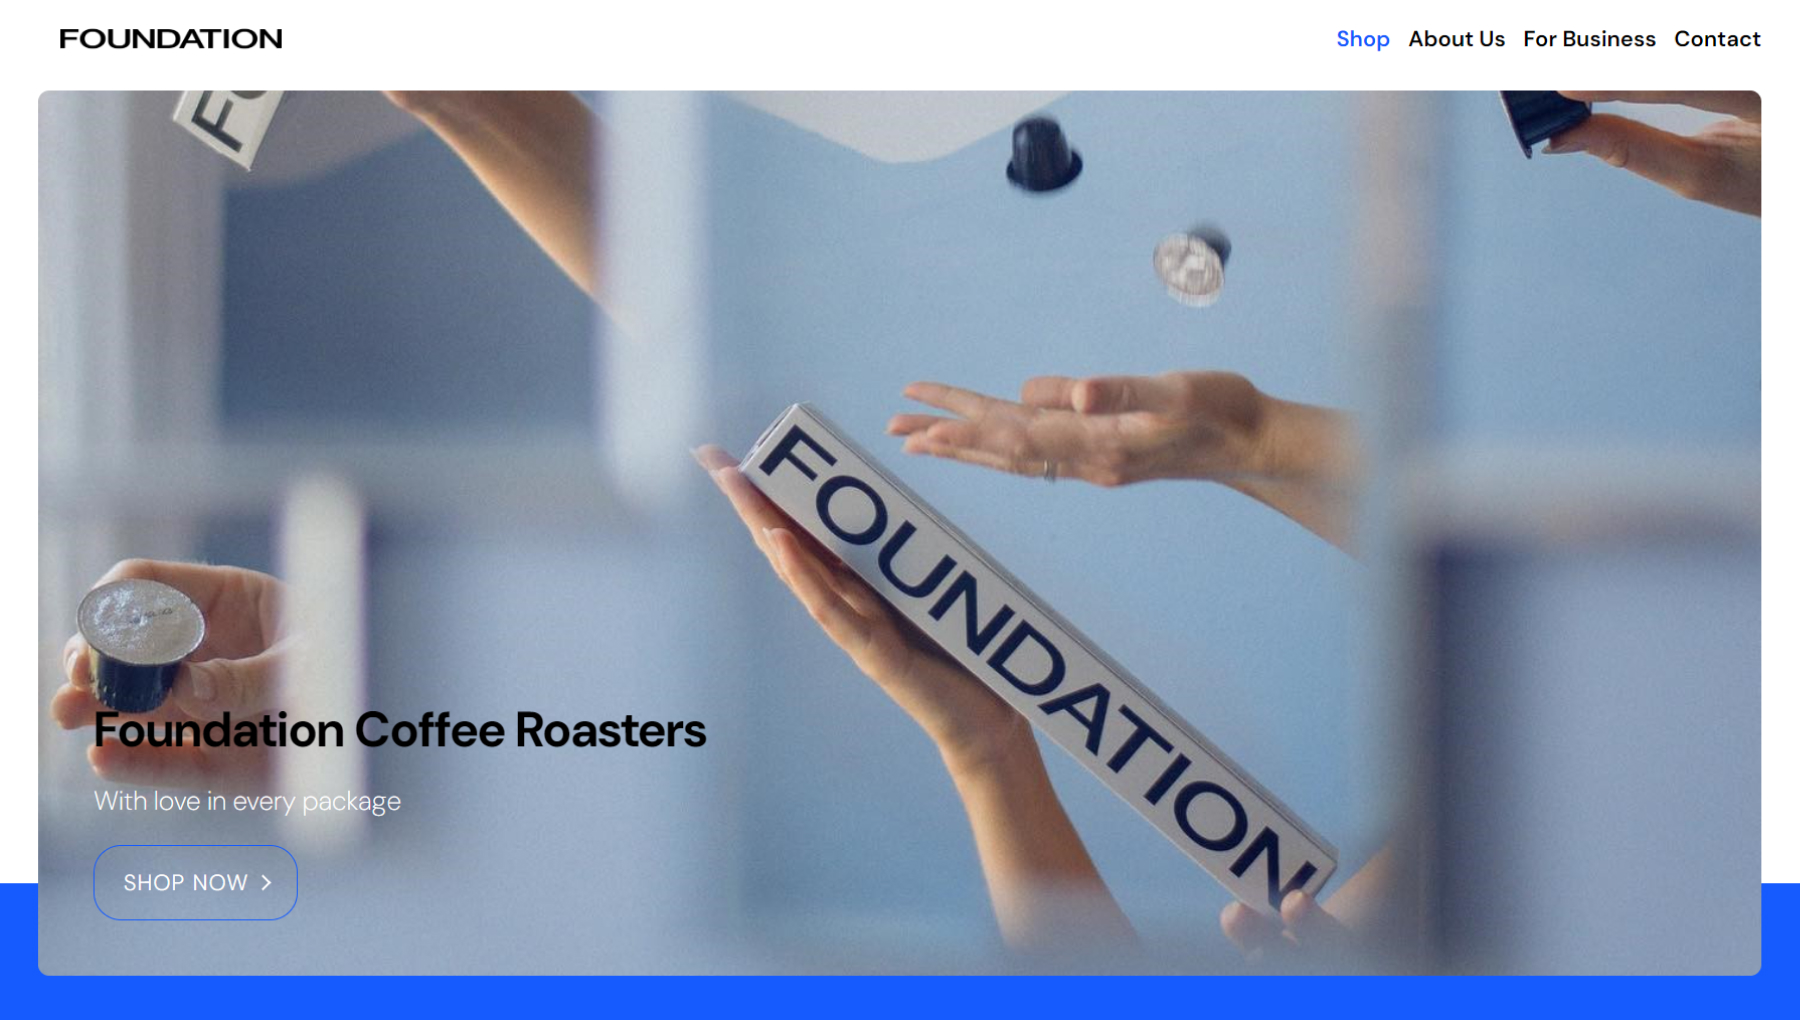 FOUNDATION
Shop About Us For Business Contact
FO
FOUNDATION
Foundation Coffee Roasters
With love in every package
SHOP NOW